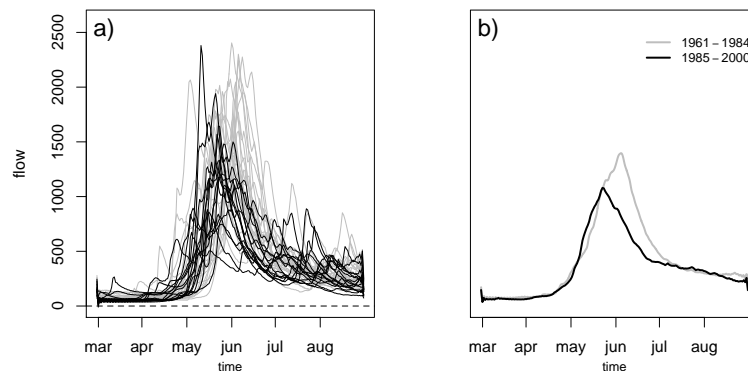 a)
2500
2000
1500
1000
500
0
flow
mar apr may jun jul aug
time
b)
1961 – 1984
1985 – 2000
mar apr may jun jul aug
time